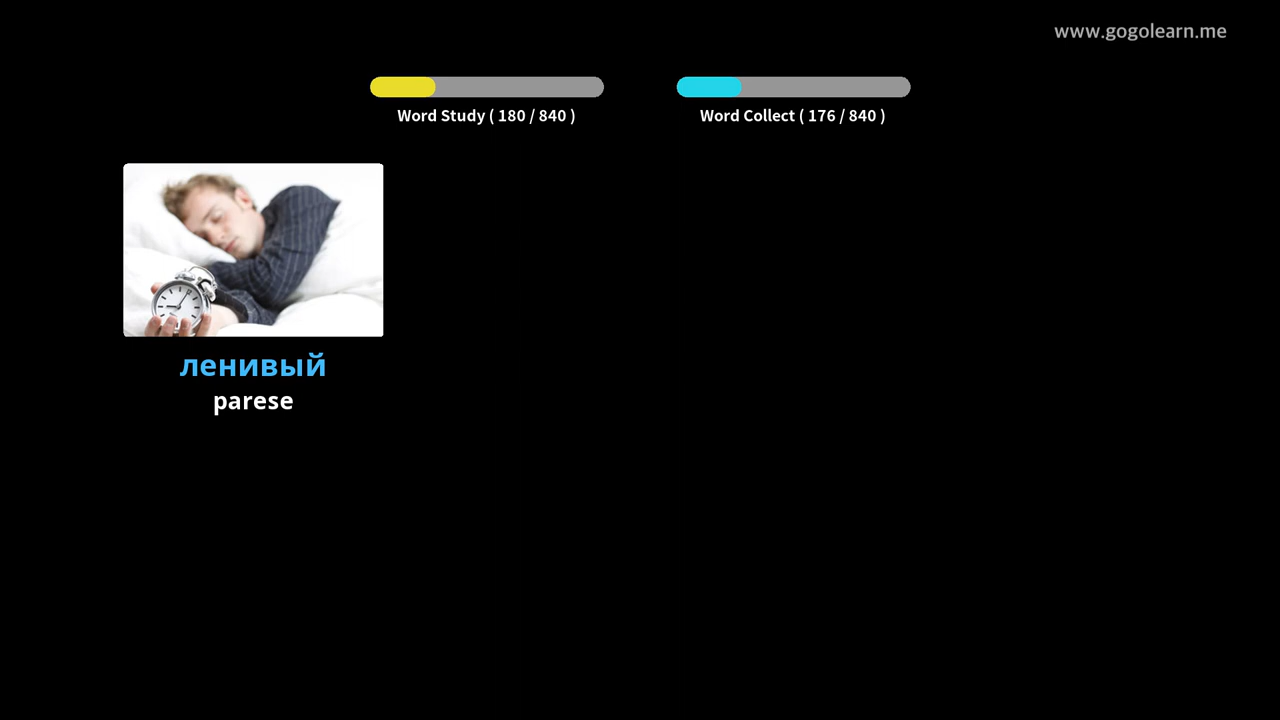 www.gogolearn.me
Word Study ( 180 / 840 )
Word Collect ( 176 / 840 )
ленивый
parese